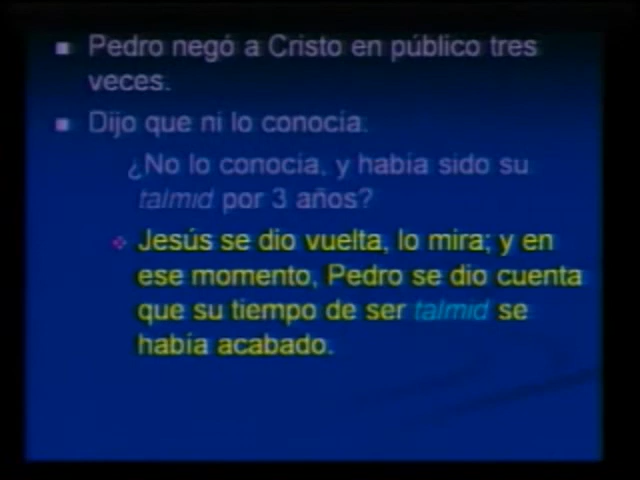 Pedro negó a Cristo en público tres
veces.
Dijo que ni lo conocía.
¿No lo conocía, y había sido su
talmid por 3 años?
Jesús se dio vuelta, lo mira; y en
ese momento, Pedro se dio cuenta
que su tiempo de ser talmid se
había acabado.